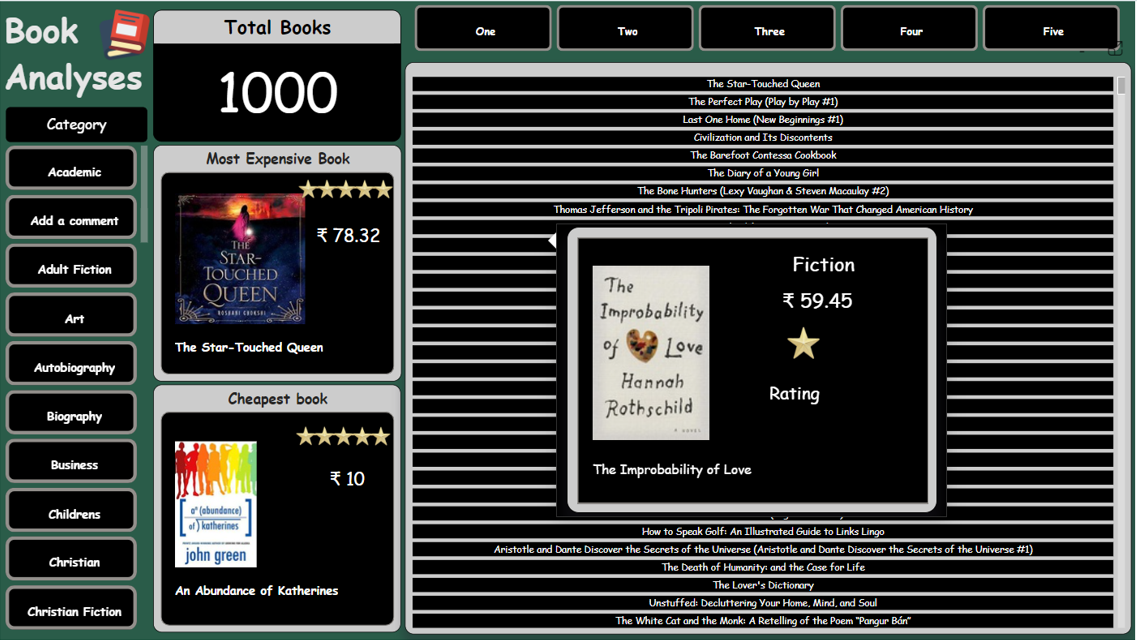 Book
Analyses
Category
Academic
Add a comment
Adult Fiction
Art
Autobiography
Biography
Business
Childrens
Christian
Christian Fiction
Total Books
1000
Most Expensive Book
THE
STAR-
TOUCHED
QUEEN
ROSHANI CHOKSHI
₹ 78.32
The Star-Touched Queen
Cheapest book
a^n (abundance)
of ) katherines
john green
₹ 10
An Abundance of Katherines
One
Two
Three
Four
Five
The Star-Touched Queen
The Perfect Play (Play by Play #1)
Last One Home (New Beginnings #1)
Civilization and Its Discontents
The Barefoot Contessa Cookbook
The Diary of a Young Girl
The Bone Hunters (Lexy Vaughan & Steven Macaulay #2)
Thomas Jefferson and the Tripoli Pirates: The Forgotten War That Changed American History
The
Improbability
of Love
Hannah
Rothschild
A NOVEL
Fiction
₹ 59.45
Rating
The Improbability of Love
How to Speak Golf: An Illustrated Guide to Links Lingo
Aristotle and Dante Discover the Secrets of the Universe (Aristotle and Dante Discover the Secrets of the Universe #1)
The Death of Humanity: and the Case for Life
The Lover's Dictionary
Unstuffed: Decluttering Your Home, Mind, and Soul
The White Cat and the Monk: A Retelling of the Poem “Pangur Bán”